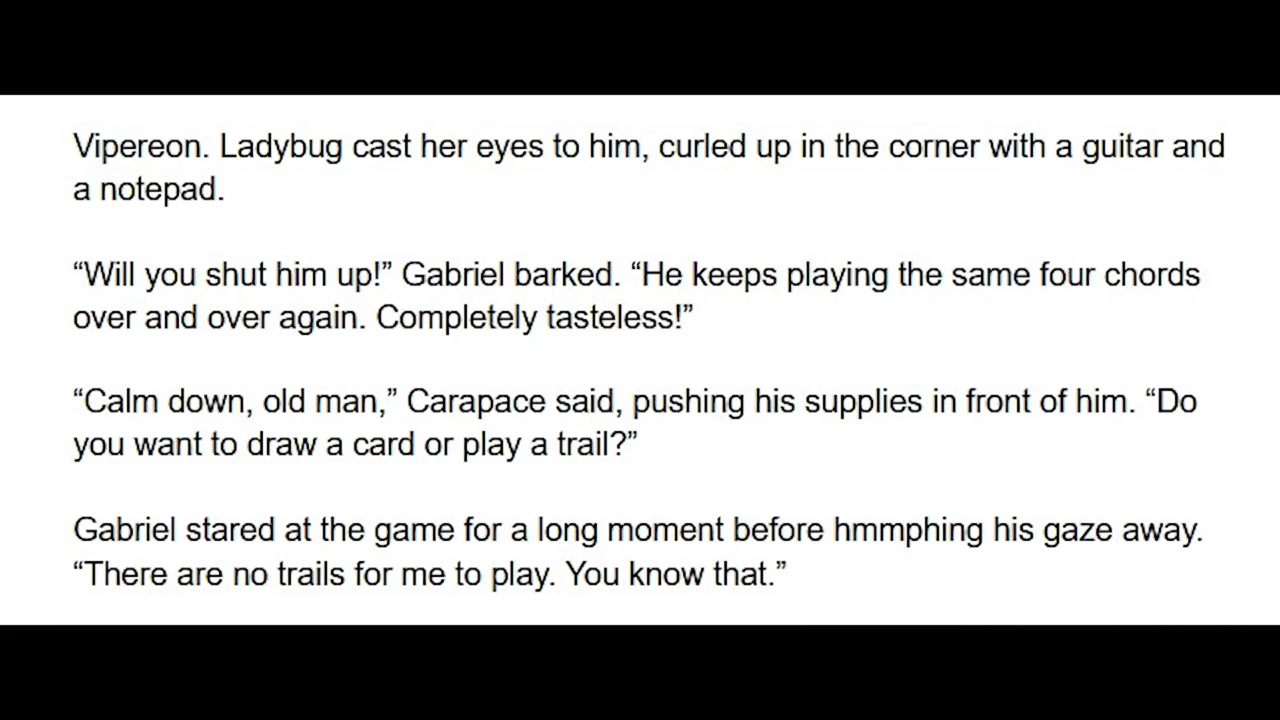 Vipereon. Ladybug cast her eyes to him, curled up in the corner with a guitar and
a notepad.
“Will you shut him up!” Gabriel barked. “He keeps playing the same four chords
over and over again. Completely tasteless!”
“Calm down, old man,” Carapace said, pushing his supplies in front of him. “Do
you want to draw a card or play a trail?”
Gabriel stared at the game for a long moment before hmmphing his gaze away.
“There are no trails for me to play. You know that.”